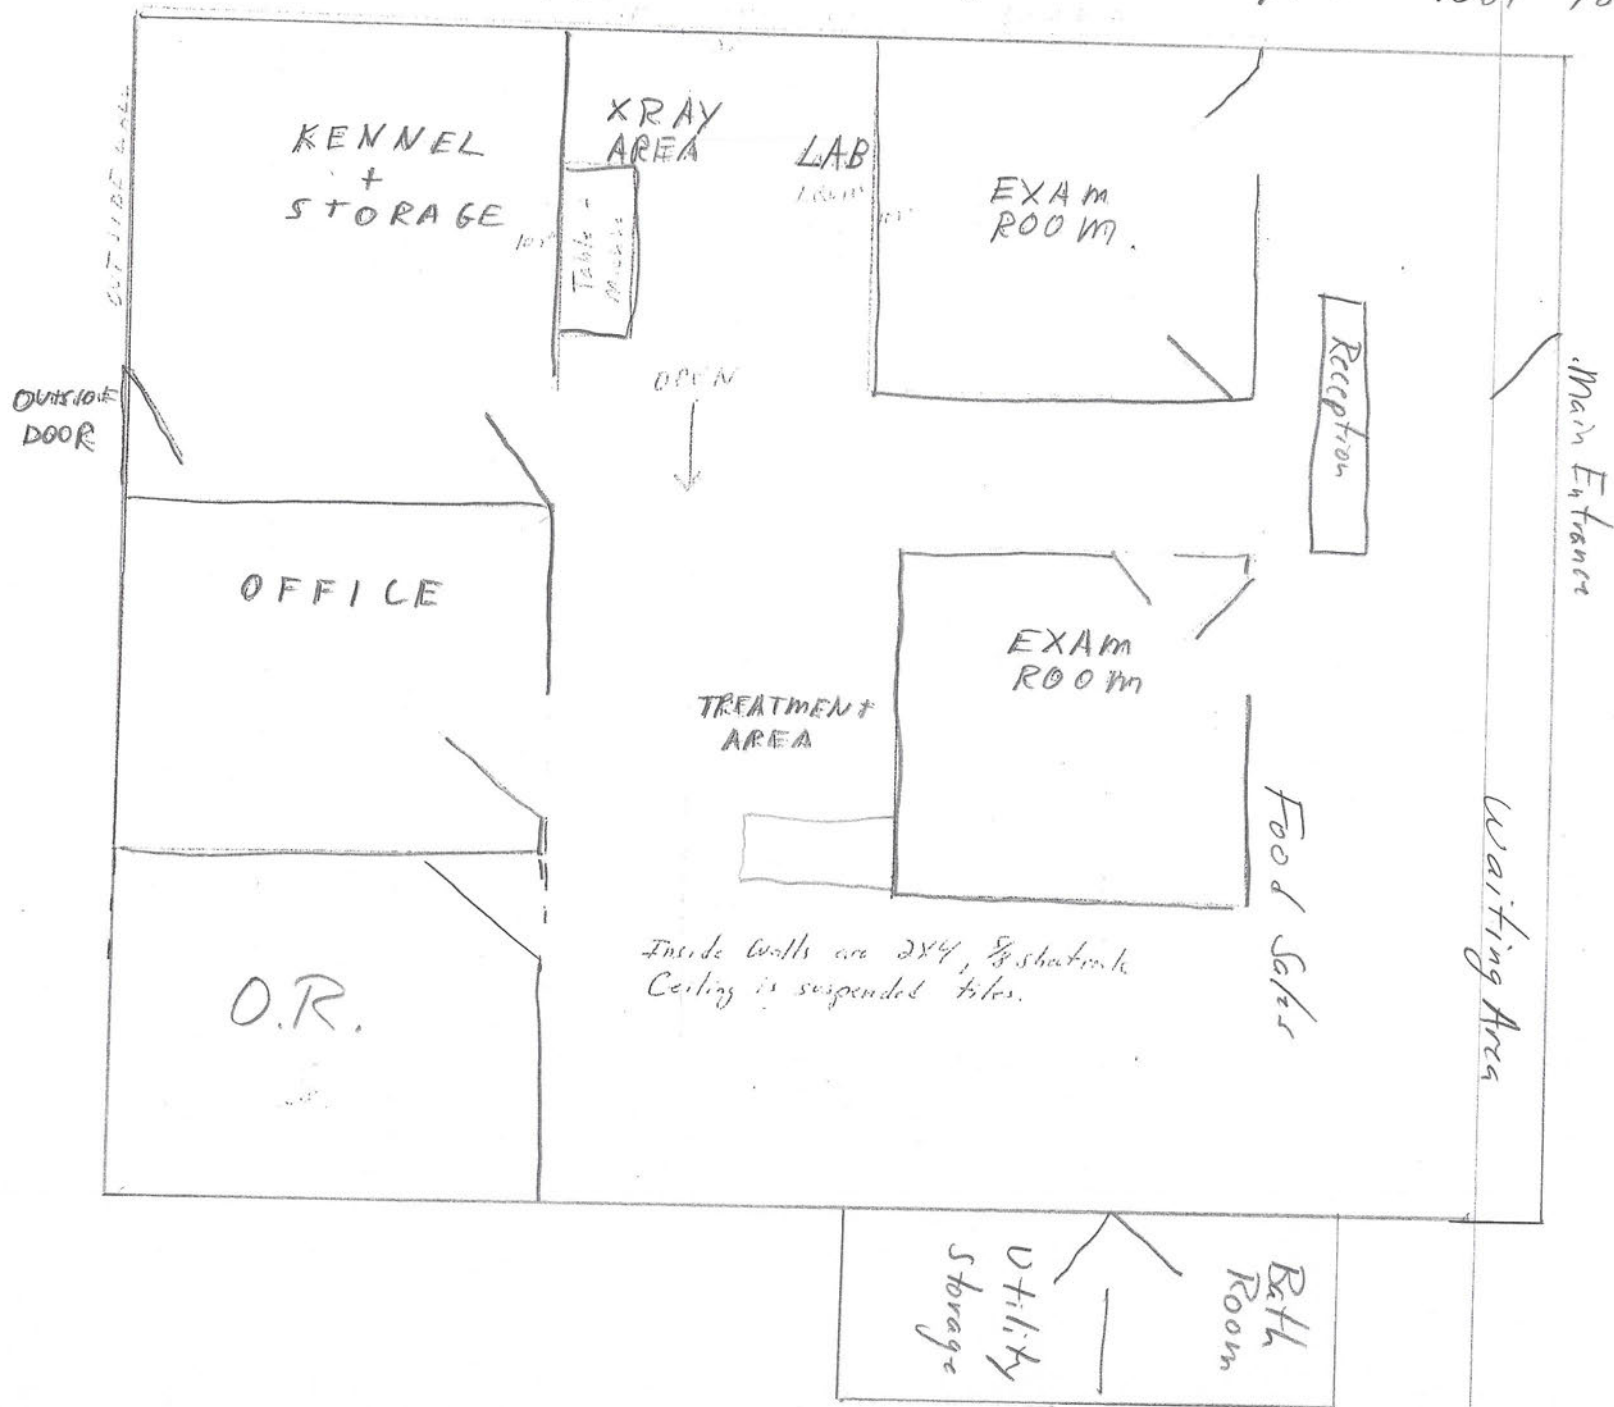 KENNEL
+
STORAGE
XRAY
AREA
LAB
EXAM
ROOM.
OUTSIDE WALL
Table -
OPEN
Reception
.Main Entrance
OUTSIDE
DOOR
OFFICE
EXAM
ROOM
TREATMENT
AREA
Food Sales
Waiting Area
Inside Walls are 2X4, 5/8 sheetrock
Ceiling is suspended tiles.
O.R.
Utility
Storage
Bath
Room